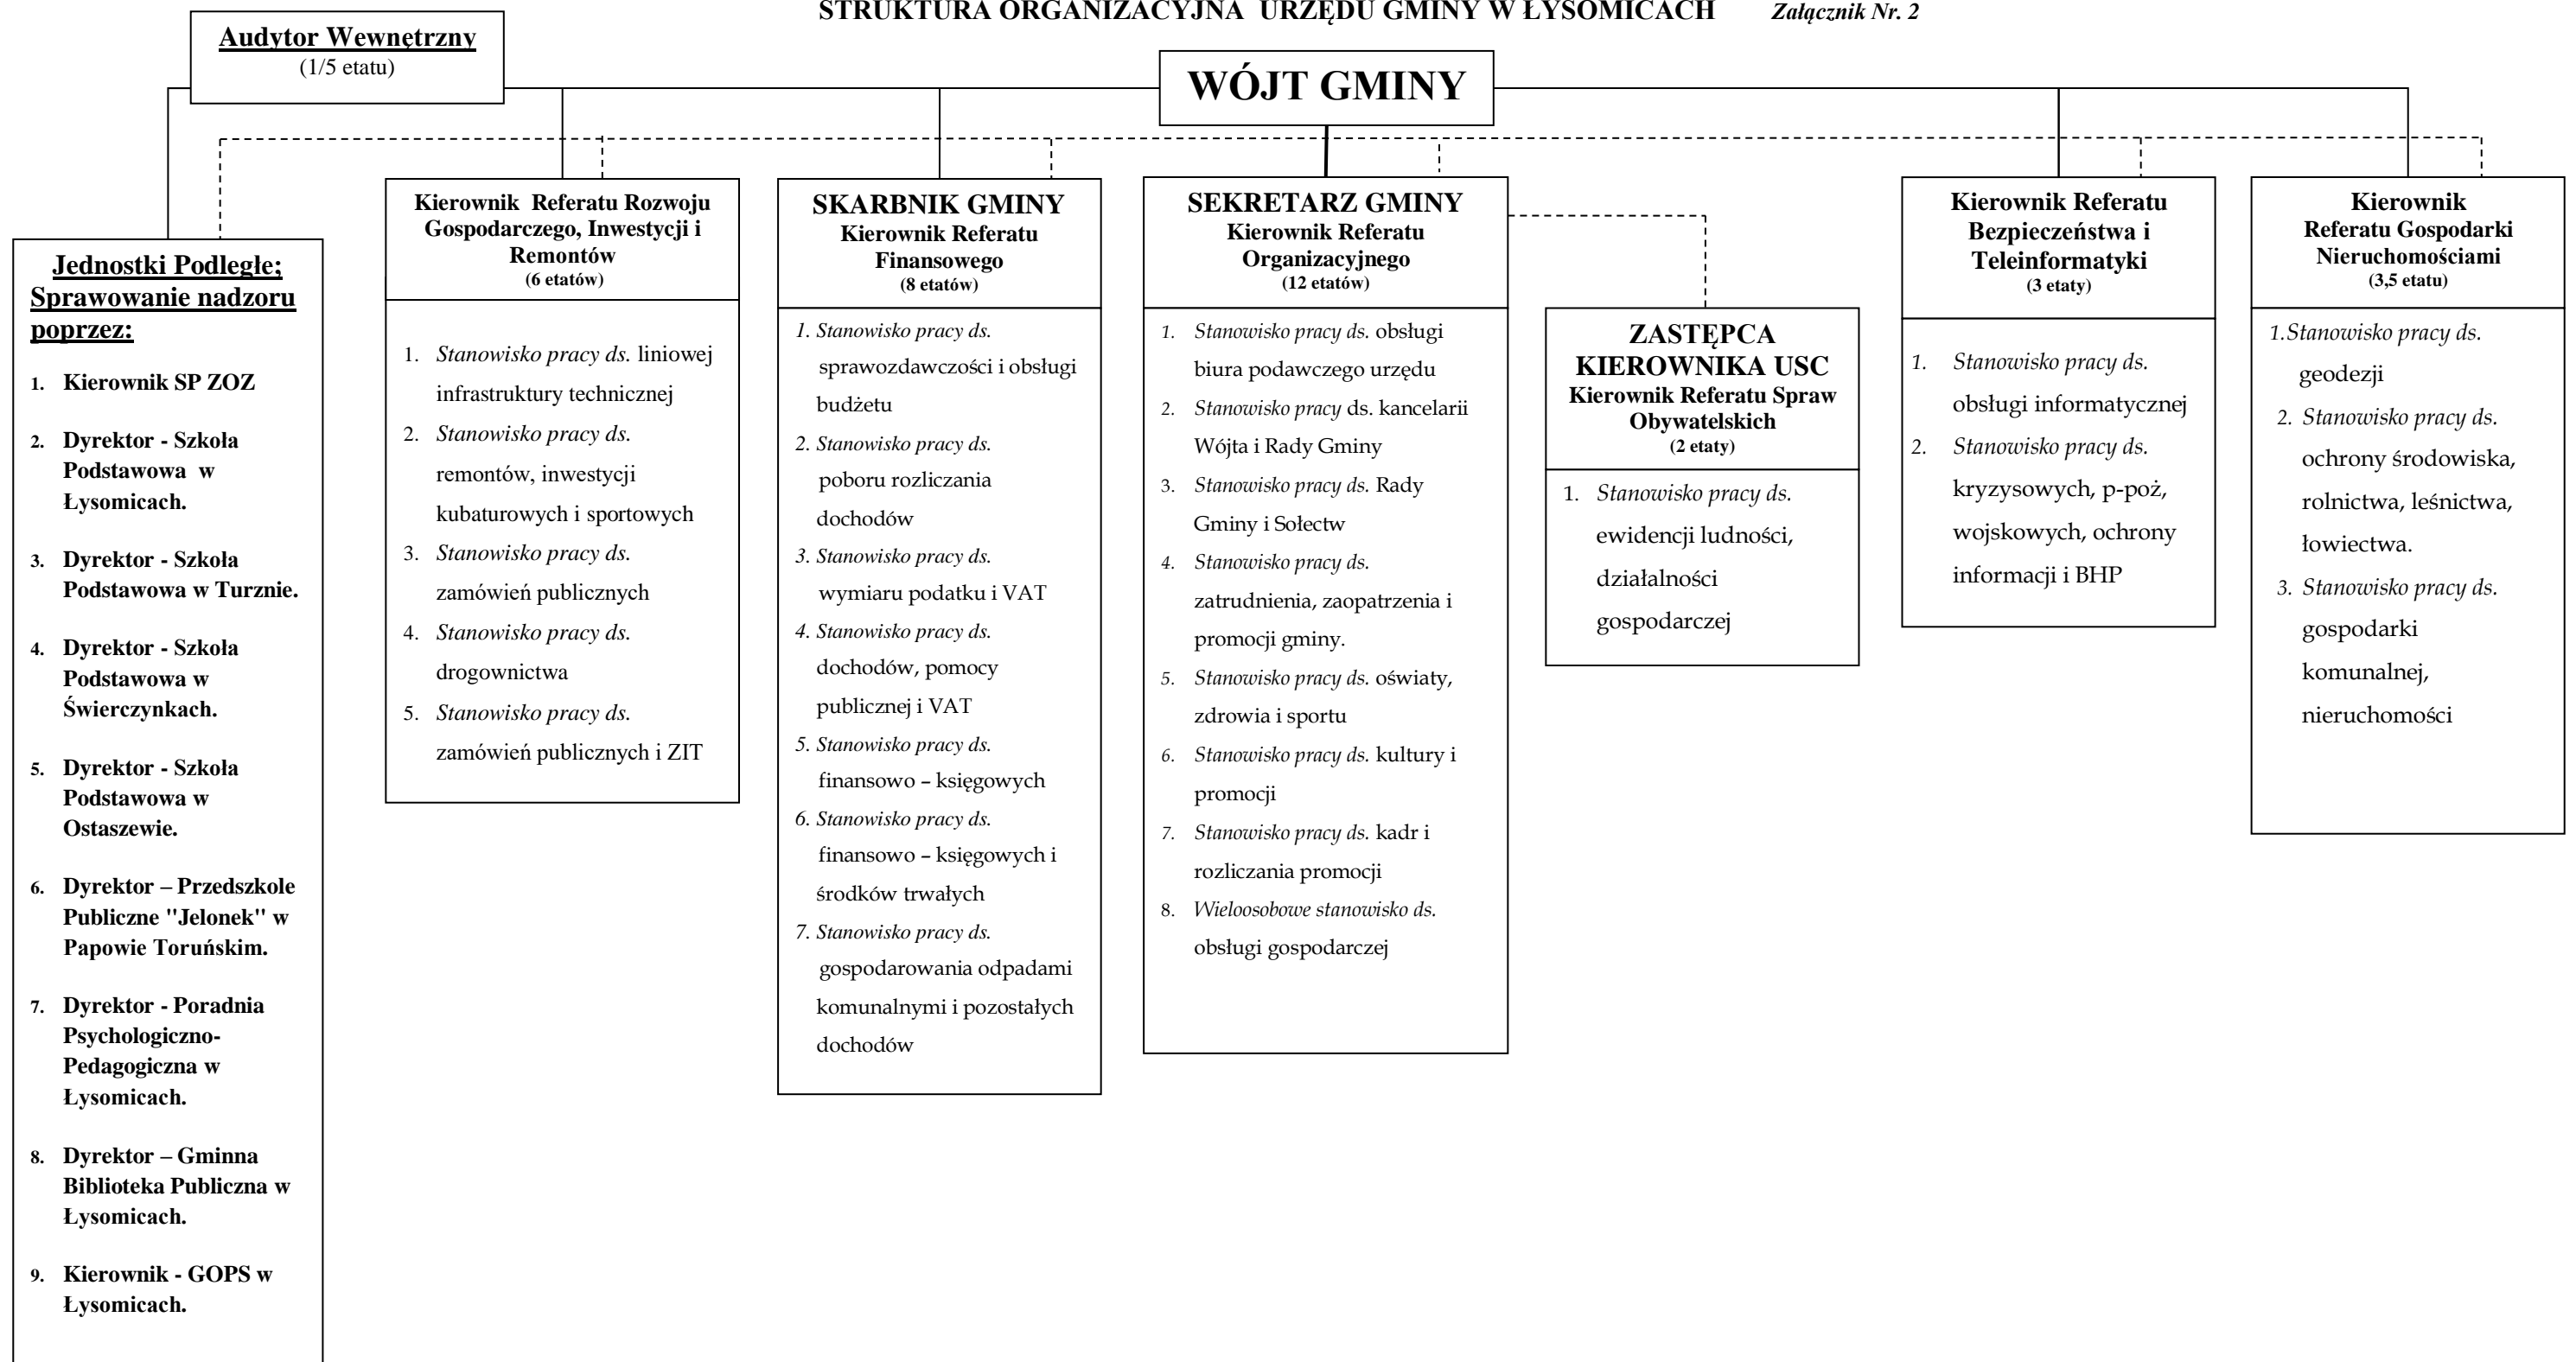 STRUKTURA ORGANIZACYJNA URZĘDU GMINY W ŁYSOMICACH Załącznik Nr. 2
Audytor Wewnętrzny
(1/5 etatu)
WÓJT GMINY
Jednostki Podległe;
Sprawowanie nadzoru
poprzez:
1. Kierownik SP ZOZ
2. Dyrektor - Szkoła
Podstawowa w
Łysomicach.
3. Dyrektor - Szkoła
Podstawowa w Turznie.
4. Dyrektor - Szkoła
Podstawowa w
Świerczynkach.
5. Dyrektor - Szkoła
Podstawowa w
Ostaszewie.
6. Dyrektor – Przedszkole
Publiczne "Jelonek" w
Papowie Toruńskim.
7. Dyrektor - Poradnia
Psychologiczno-
Pedagogiczna w
Łysomicach.
8. Dyrektor – Gminna
Biblioteka Publiczna w
Łysomicach.
9. Kierownik - GOPS w
Łysomicach.
Kierownik Referatu Rozwoju
Gospodarczego, Inwestycji i
Remontów
(6 etatów)
1. Stanowisko pracy ds. liniowej
infrastruktury technicznej
2. Stanowisko pracy ds.
remontów, inwestycji
kubaturowych i sportowych
3. Stanowisko pracy ds.
zamówień publicznych
4. Stanowisko pracy ds.
drogownictwa
5. Stanowisko pracy ds.
zamówień publicznych i ZIT
SKARBNIK GMINY
Kierownik Referatu
Finansowego
(8 etatów)
1. Stanowisko pracy ds.
sprawozdawczości i obsługi
budżetu
2. Stanowisko pracy ds.
poboru rozliczania
dochodów
3. Stanowisko pracy ds.
wymiaru podatku i VAT
4. Stanowisko pracy ds.
dochodów, pomocy
publicznej i VAT
5. Stanowisko pracy ds.
finansowo – księgowych
6. Stanowisko pracy ds.
finansowo – księgowych i
środków trwałych
7. Stanowisko pracy ds.
gospodarowania odpadami
komunalnymi i pozostałych
dochodów
SEKRETARZ GMINY
Kierownik Referatu
Organizacyjnego
(12 etatów)
1. Stanowisko pracy ds. obsługi
biura podawczego urzędu
2. Stanowisko pracy ds. kancelarii
Wójta i Rady Gminy
3. Stanowisko pracy ds. Rady
Gminy i Sołectw
4. Stanowisko pracy ds.
zatrudnienia, zaopatrzenia i
promocji gminy.
5. Stanowisko pracy ds. oświaty,
zdrowia i sportu
6. Stanowisko pracy ds. kultury i
promocji
7. Stanowisko pracy ds. kadr i
rozliczania promocji
8. Wieloosobowe stanowisko ds.
obsługi gospodarczej
ZASTĘPCA
KIEROWNIKA USC
Kierownik Referatu Spraw
Obywatelskich
(2 etaty)
1. Stanowisko pracy ds.
ewidencji ludności,
działalności
gospodarczej
Kierownik Referatu
Bezpieczeństwa i
Teleinformatyki
(3 etaty)
1. Stanowisko pracy ds.
obsługi informatycznej
2. Stanowisko pracy ds.
kryzysowych, p-poż,
wojskowych, ochrony
informacji i BHP
Kierownik
Referatu Gospodarki
Nieruchomościami
(3,5 etatu)
1.Stanowisko pracy ds.
geodezji
2. Stanowisko pracy ds.
ochrony środowiska,
rolnictwa, leśnictwa,
łowiectwa.
3. Stanowisko pracy ds.
gospodarki
komunalnej,
nieruchomości